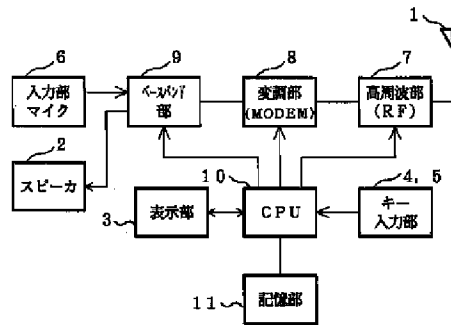 1
6
9
8
7
入力部
マイク
ベースバンド
部
変調部
(MODEM)
高周波部
(RF)
2
スピーカ
10
4, 5
3
表示部
CPU
キー
入力部
11
記憶部